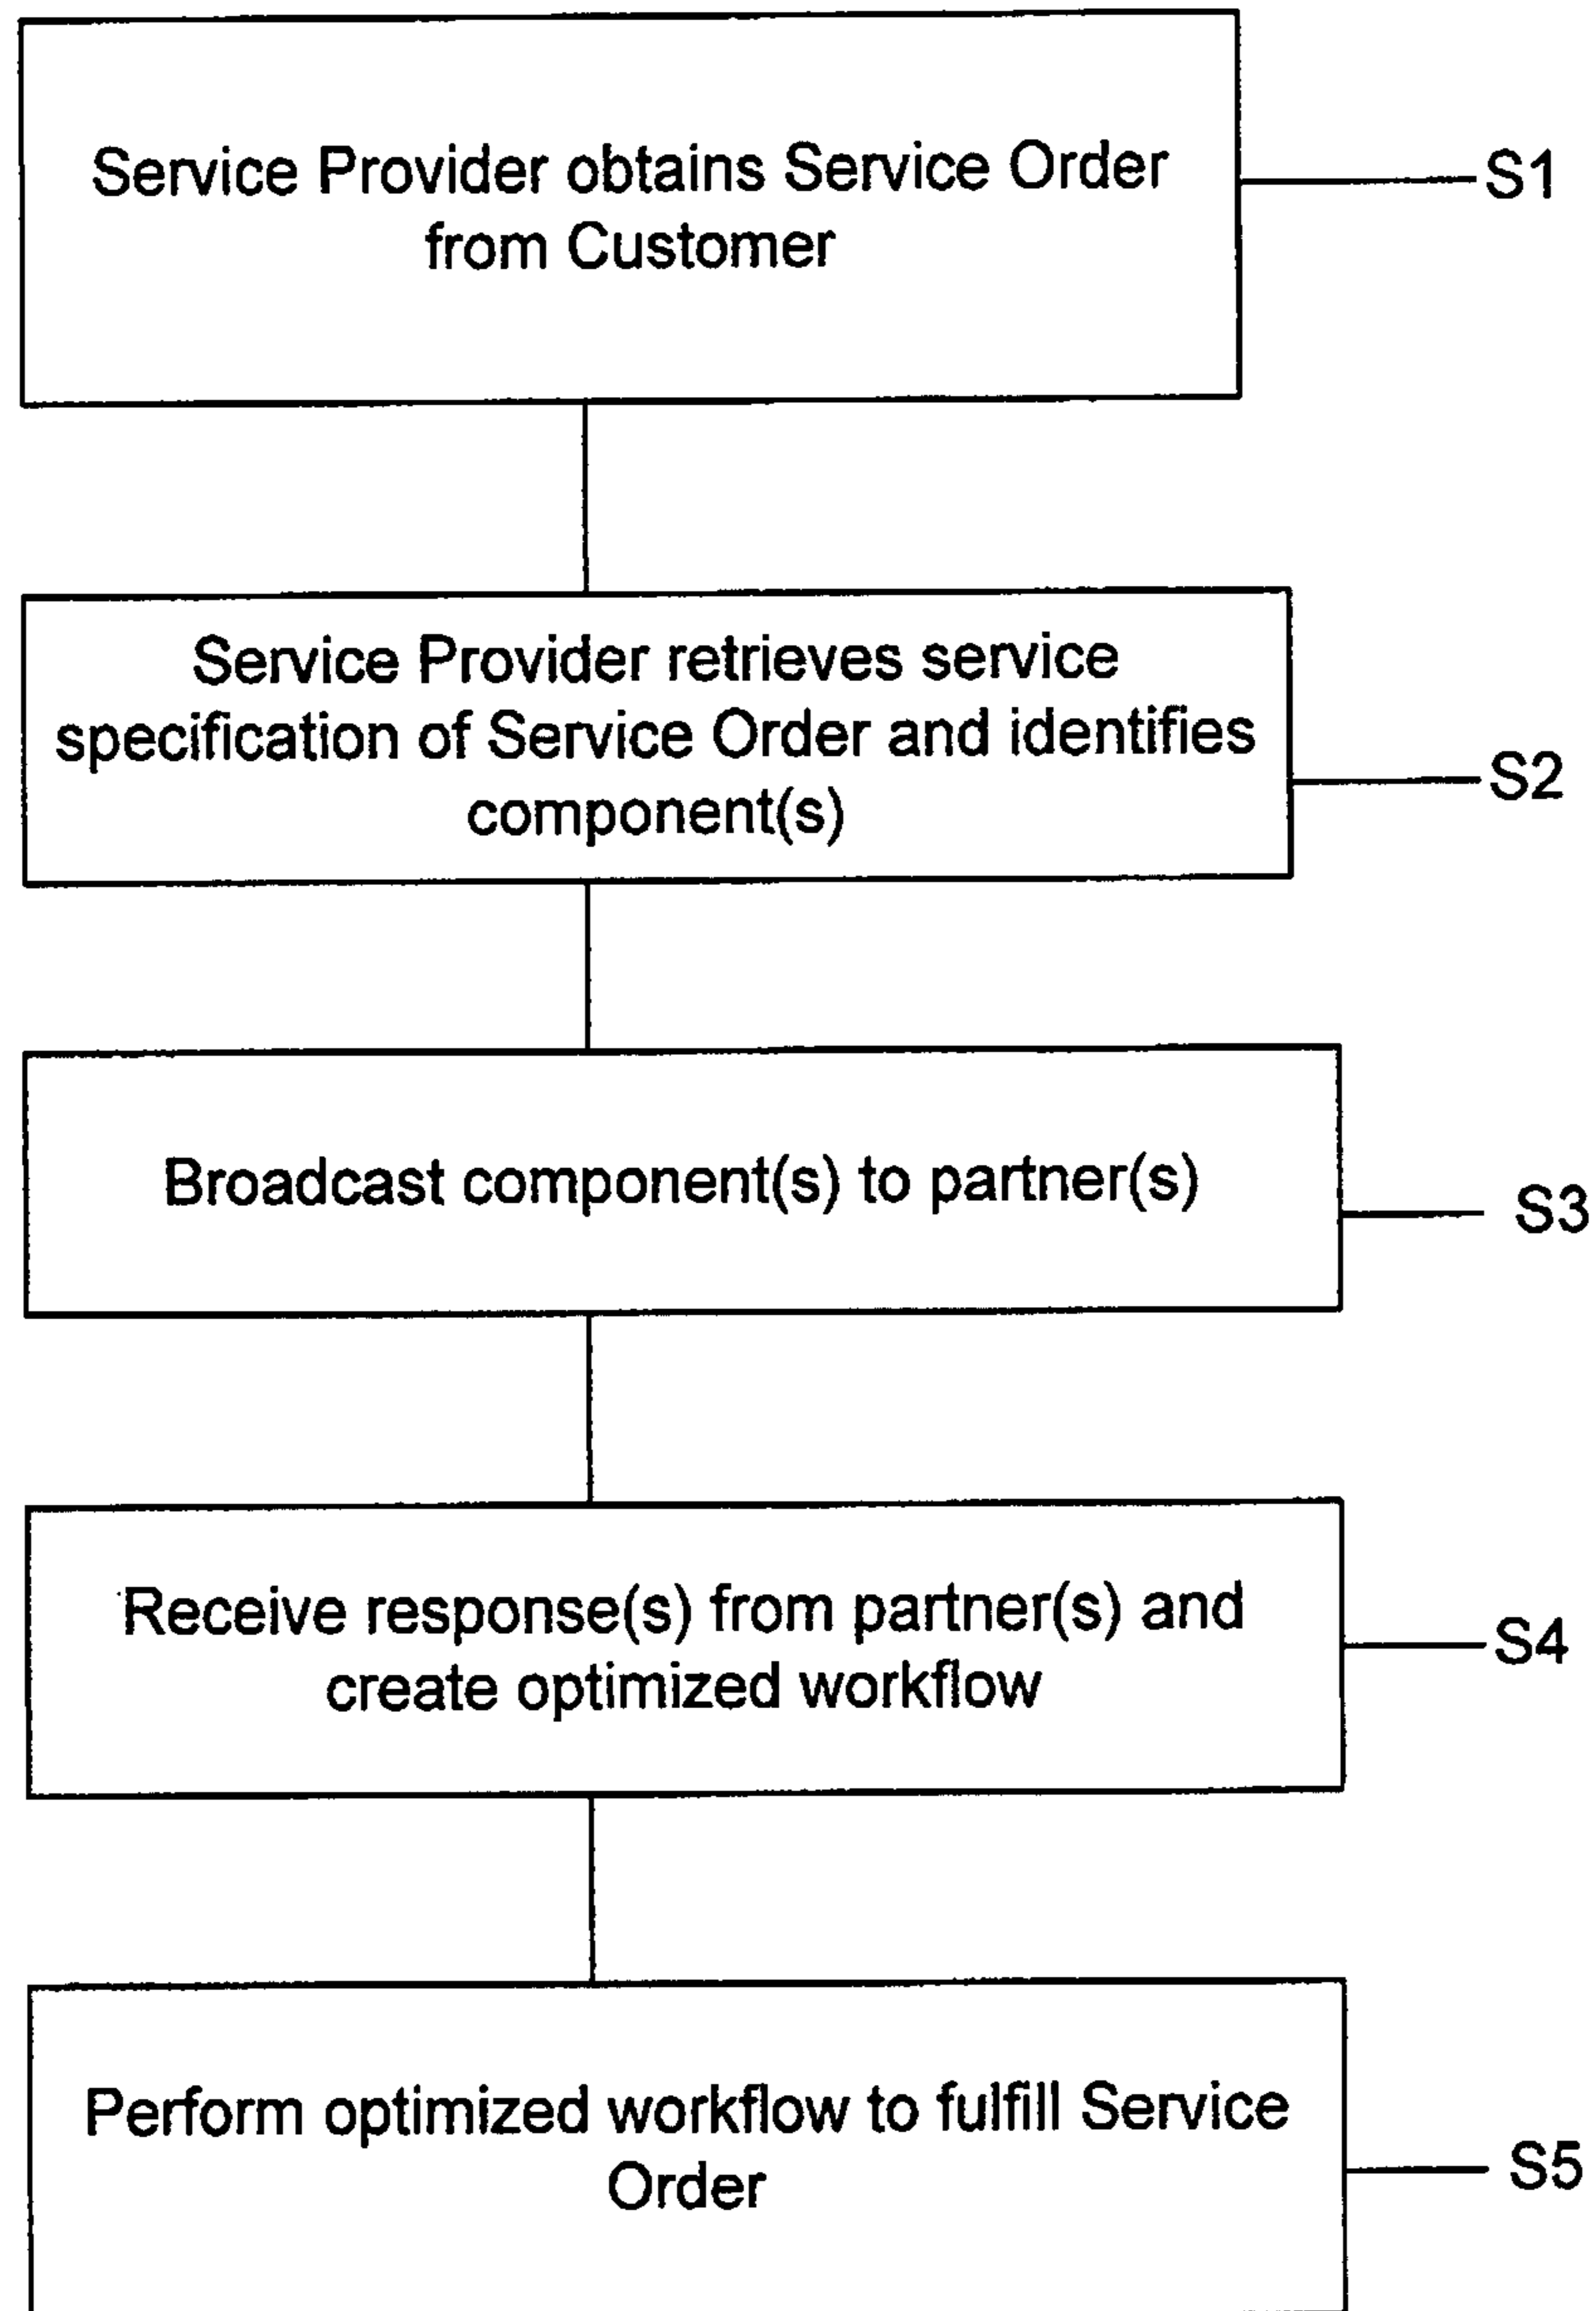 Service Provider obtains Service Order
from Customer
S1
Service Provider retrieves service
specification of Service Order and identifies
component(s)
S2
Broadcast component(s) to partner(s)
S3
Receive response(s) from partner(s) and
create optimized workflow
S4
Perform optimized workflow to fulfill Service
Order
S5